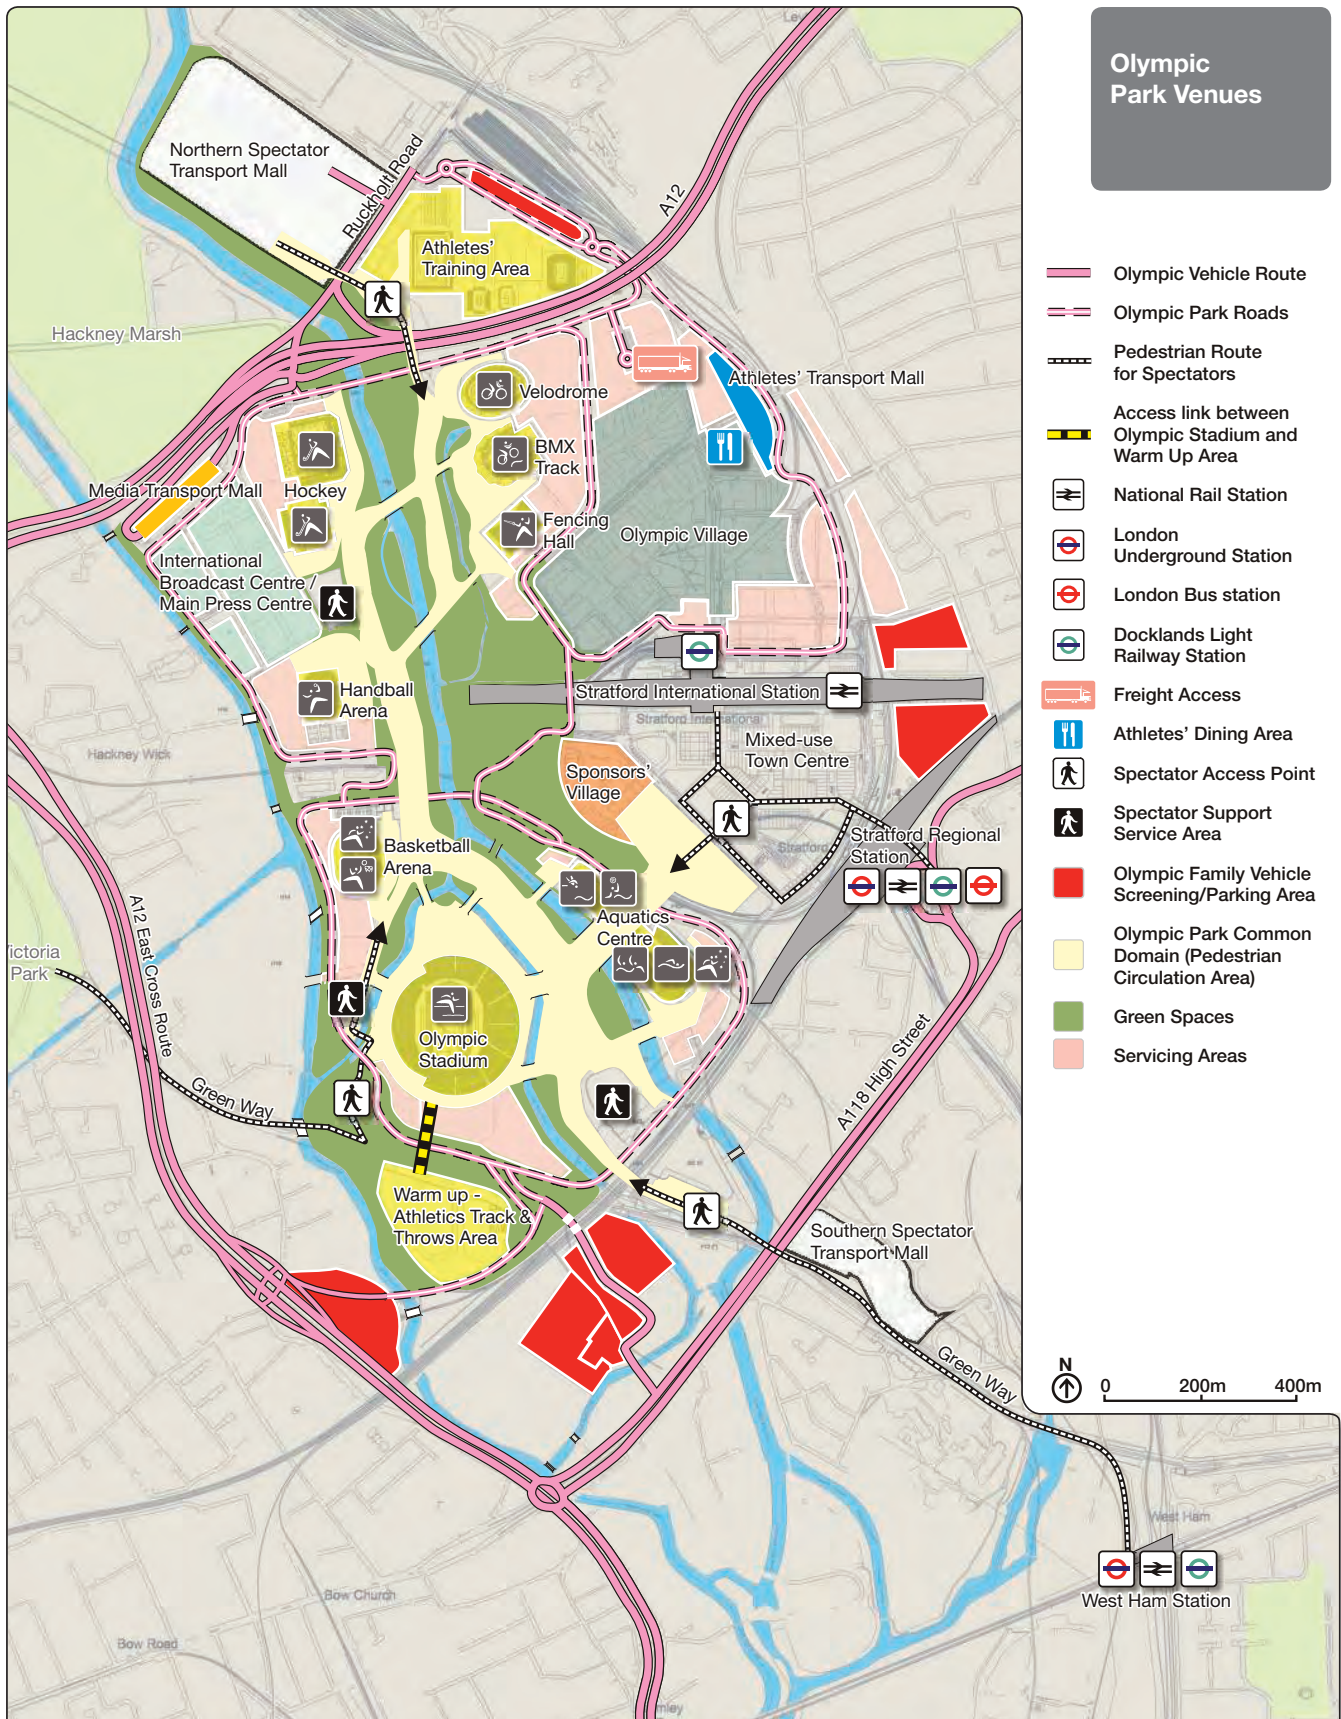 Olympic
Park Venues
Northern Spectator
Transport Mall
Ruckholt Road
A12
Athletes'
Training Area
Hackney Marsh
Athletes' Transport Mall
Velodrome
BMX
Track
Media Transport Mall
Hockey
Fencing
Hall
Olympic Village
International
Broadcast Centre /
Main Press Centre
Handball
Arena
Stratford International Station
Stratford International
Mixed-use
Town Centre
Hackney Wick
Sponsors'
Village
Stratford
Stratford Regional
Station
Basketball
Arena
Aquatics
Centre
A12 East Cross Route
ictoria
Park
Olympic
Stadium
Green Way
A118 High Street
Warm up -
Athletics Track &
Throws Area
Southern Spectator
Transport Mall
Green Way
West Ham
West Ham Station
Bow Church
Bow Road
Olympic Vehicle Route
Olympic Park Roads
Pedestrian Route
for Spectators
Access link between
Olympic Stadium and
Warm Up Area
National Rail Station
London
Underground Station
London Bus station
Docklands Light
Railway Station
Freight Access
Athletes' Dining Area
Spectator Access Point
Spectator Support
Service Area
Olympic Family Vehicle
Screening/Parking Area
Olympic Park Common
Domain (Pedestrian
Circulation Area)
Green Spaces
Servicing Areas
N
0 200m 400m